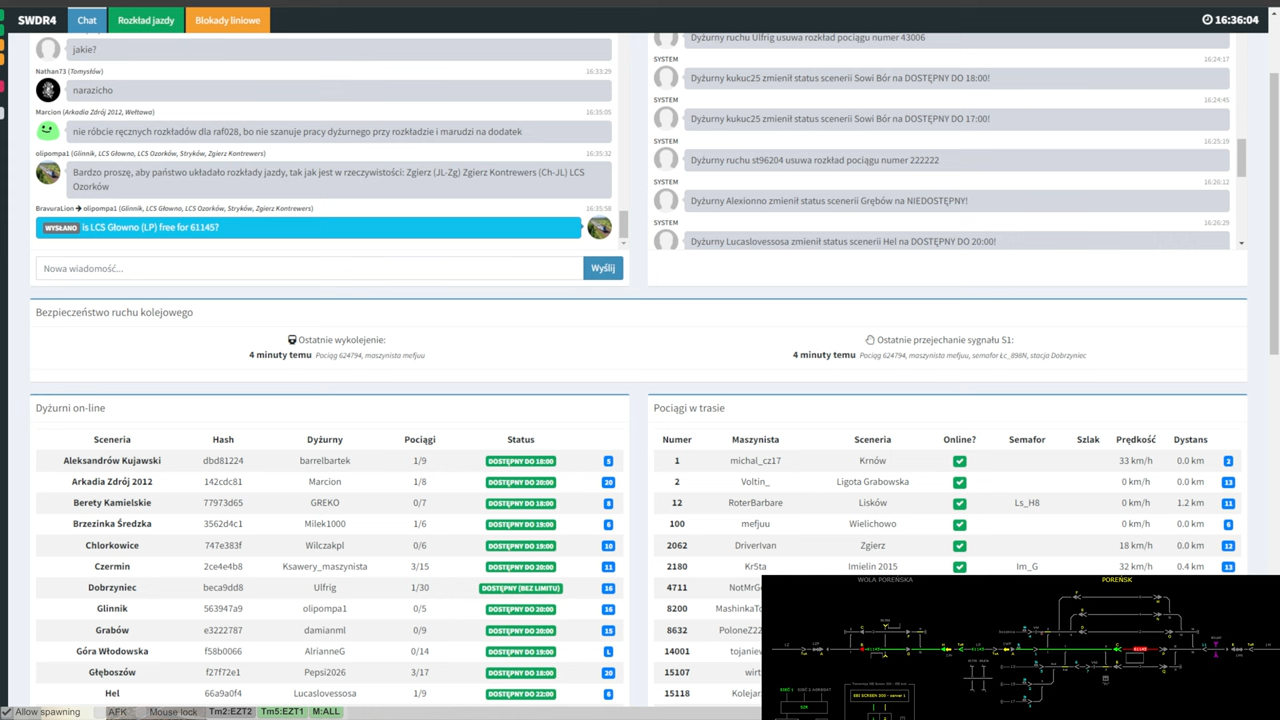 SWDR4 Chat Rozkład jazdy Blokady liniowe 16:36:04
jakie?
Nathan73 (Tomysłów) 16:33:29
narazicho
Marcion (Arkadia Zdrój 2012, Wełtawa) 16:35:05
nie róbcie ręcznych rozkładów dla raf028, bo nie szanuje pracy dyżurnego przy rozkładzie i marudzi na dodatek
olipompa1 (Glinnik, LCS Głowno, LCS Ozorków, Stryków, Zgierz Kontrewers) 16:35:32
Bardzo proszę, aby państwo układało rozkłady jazdy, tak jak jest w rzeczywistości: Zgierz (JL-Zg) Zgierz Kontrewers (Ch-JL) LCS
Ozorków
BravuraLion → olipompa1 (Glinnik, LCS Głowno, LCS Ozorków, Stryków, Zgierz Kontrewers) 16:35:58
WYSŁANO is LCS Głowno (LP) free for 61145?
Nowa wiadomość... Wyślij
Dyżurny ruchu Ulfrig usuwa rozkład pociągu numer 43006
SYSTEM 16:24:17
Dyżurny kukuc25 zmienił status scenerii Sowi Bór na DOSTĘPNY DO 18:00!
SYSTEM 16:24:45
Dyżurny kukuc25 zmienił status scenerii Sowi Bór na DOSTĘPNY DO 17:00!
SYSTEM 16:25:19
Dyżurny ruchu st96204 usuwa rozkład pociągu numer 222222
SYSTEM 16:26:12
Dyżurny Alexionno zmienił status scenerii Grębów na NIEDOSTĘPNY!
SYSTEM 16:26:29
Dyżurny Lucaslovessosa zmienił status scenerii Hel na DOSTĘPNY DO 20:00!
Bezpieczeństwo ruchu kolejowego
Ostatnie wykolejenie:
4 minuty temu Pociąg 624794, maszynista mefjuu
Ostatnie przejechanie sygnału S1:
4 minuty temu Pociąg 624794, maszynista mefjuu, semafor Łc_898N, stacja Dobrzyniec
Dyżurni on-line
Sceneria Hash Dyżurny Pociągi Status
Aleksandrów Kujawski dbd81224 barrelbartek 1/9 DOSTĘPNY DO 18:00 5
Arkadia Zdrój 2012 142cdc81 Marcion 1/8 DOSTĘPNY DO 20:00 20
Berety Kamielskie 77973d65 GREKO 0/7 DOSTĘPNY DO 18:00 8
Brzezinka Średzka 3562d4c1 Milek1000 1/6 DOSTĘPNY DO 19:00 6
Chlorkowice 747e383f Wilczakpl 0/6 DOSTĘPNY DO 19:00 10
Czermin 2ce4e4b8 Ksawery_maszynista 3/15 DOSTĘPNY DO 20:00 11
Dobrzyniec beca9dd8 Ulfrig 1/30 DOSTĘPNY (BEZ LIMITU) 16
Glinnik 563947a9 olipompa1 0/5 DOSTĘPNY DO 20:00 16
Grabów e3222787 damianml 0/9 DOSTĘPNY DO 20:00 15
Góra Włodowska f58b0066 JanneG 0/14 DOSTĘPNY DO 20:00 L
Głęboszów f27ff72e1 rogal2005 0/18 DOSTĘPNY DO 20:00 20
Hel 66a9a0f4 Lucaslovessosa 1/9 DOSTĘPNY DO 22:00 6
Pociągi w trasie
Numer Maszynista Sceneria Online? Semafor Szlak Prędkość Dystans
1 michal_cz17 Krnów 33 km/h 0.0 km 2
2 Voltin_ Ligota Grabowska 0 km/h 0.0 km 13
12 RoterBarbare Lisków Ls_H8 0 km/h 1.2 km 11
100 mefjuu Wielichowo 0 km/h 0.0 km 6
2062 DriverIvan Zgierz 18 km/h 0.0 km 12
2180 Kr5ta Imielin 2015 Im_G 32 km/h 0.4 km 13
4711 NotMrG
8200 MashinkaTo
8632 PoloneZ22
14001 tojaniew
15107 wirt
15118 Kolejar
WOLA POREŃSKA POREŃSK
Allow spawning Mouse lock Tm2:EZT2 Tm5:EZT1 M:ALL